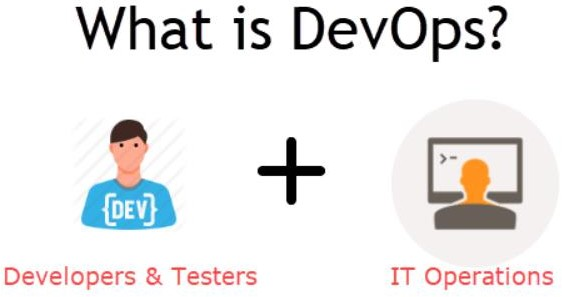 What is DevOps?
{DEV}
+
>-
Developers & Testers
IT Operations